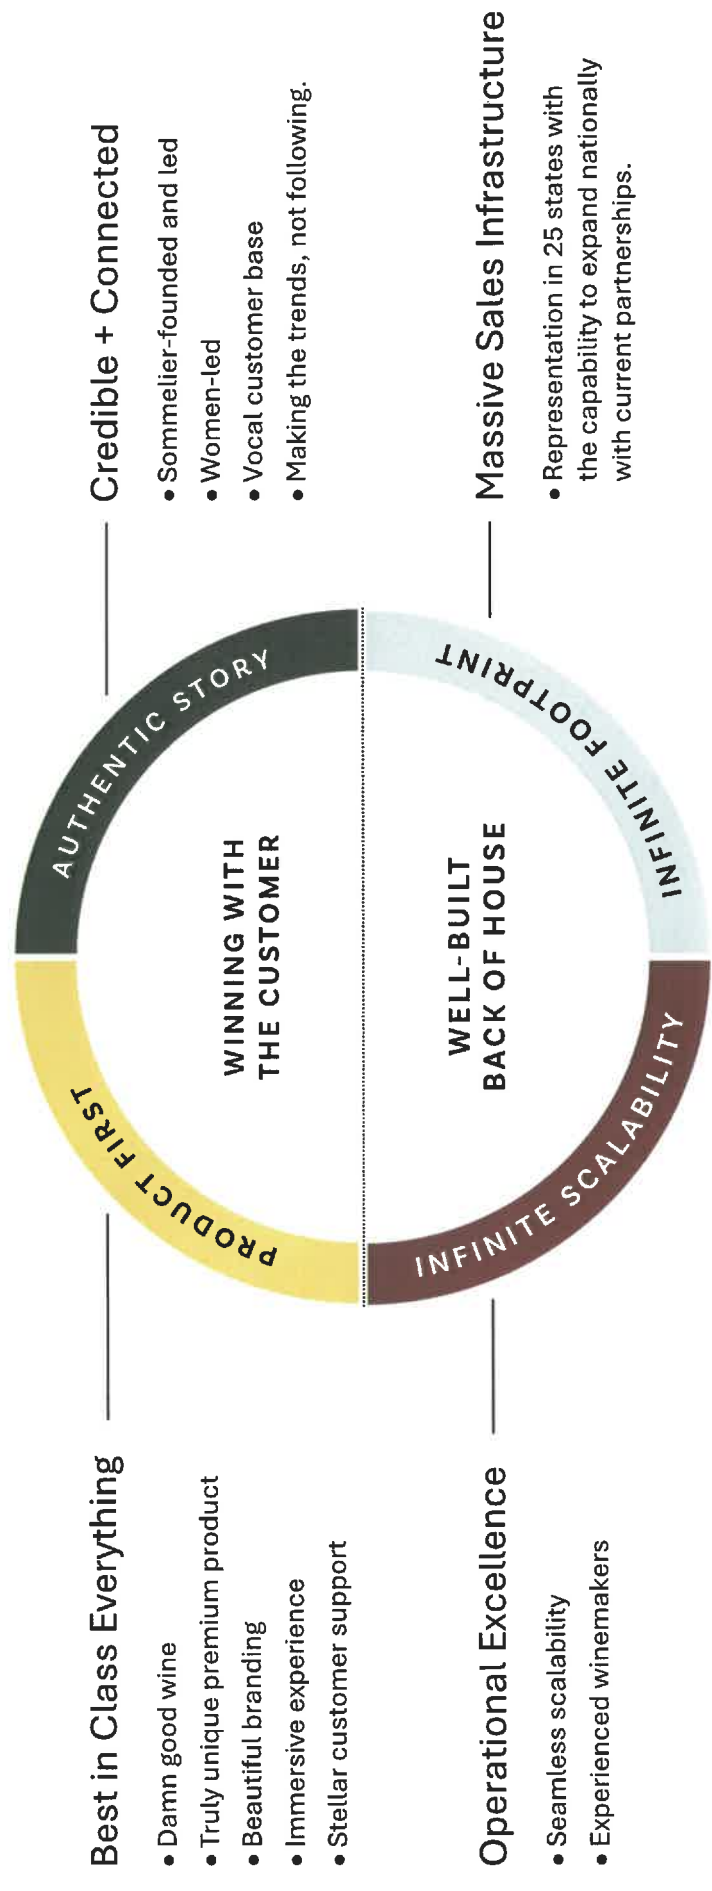 Best in Class Everything
• Damn good wine
• Truly unique premium product
• Beautiful branding
• Immersive experience
• Stellar customer support
PRODUCT FIRST
AUTHENTIC STORY
WINNING WITH
THE CUSTOMER
Credible + Connected
• Sommelier-founded and led
• Women-led
• Vocal customer base
• Making the trends, not following.
Operational Excellence
• Seamless scalability
• Experienced winemakers
WELL-BUILT
BACK OF HOUSE
INFINITE SCALABILITY
INFINITE FOOTPRINT
Massive Sales Infrastructure
• Representation in 25 states with
the capability to expand nationally
with current partnerships.